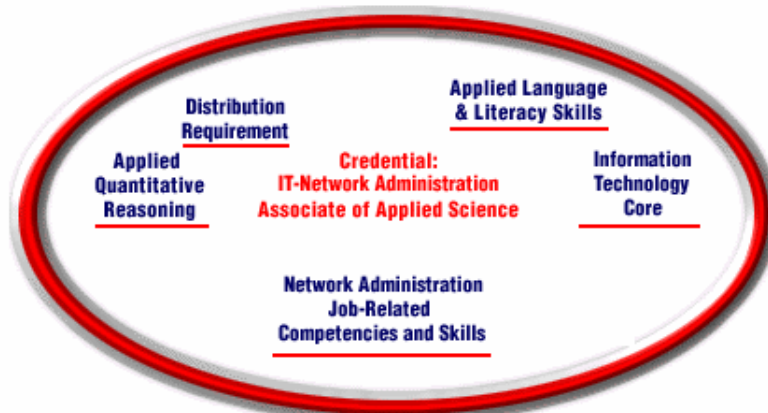 Applied Language
& Literacy Skills
Distribution
Requirement
Applied
Quantitative
Reasoning
Credential:
IT-Network Administration
Associate of Applied Science
Information
Technology
Core
Network Administration
Job-Related
Competencies and Skills